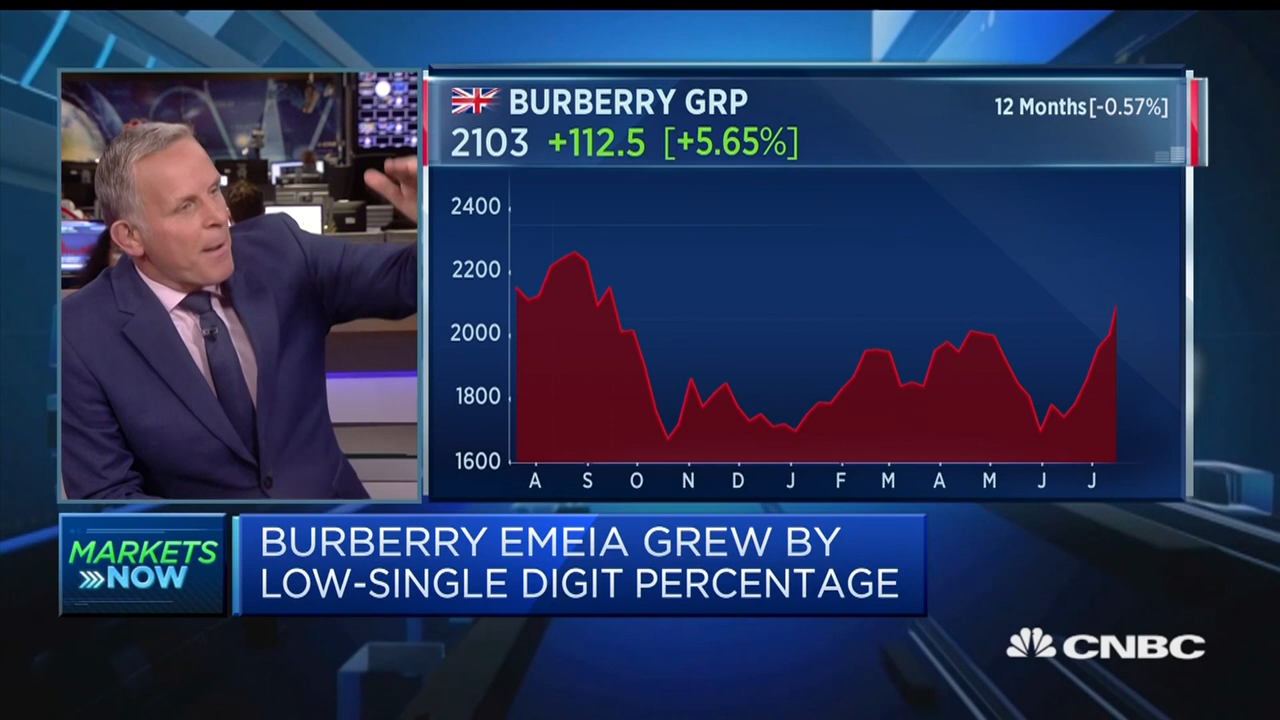 BURBERRY GRP
12 Months[-0.57%]
2103 +112.5 [+5.65%]
2400
2200
2000
1800
1600
A S O N D J F M A M J J
MARKETS
NOW
BURBERRY EMEIA GREW BY
LOW-SINGLE DIGIT PERCENTAGE
CNBC